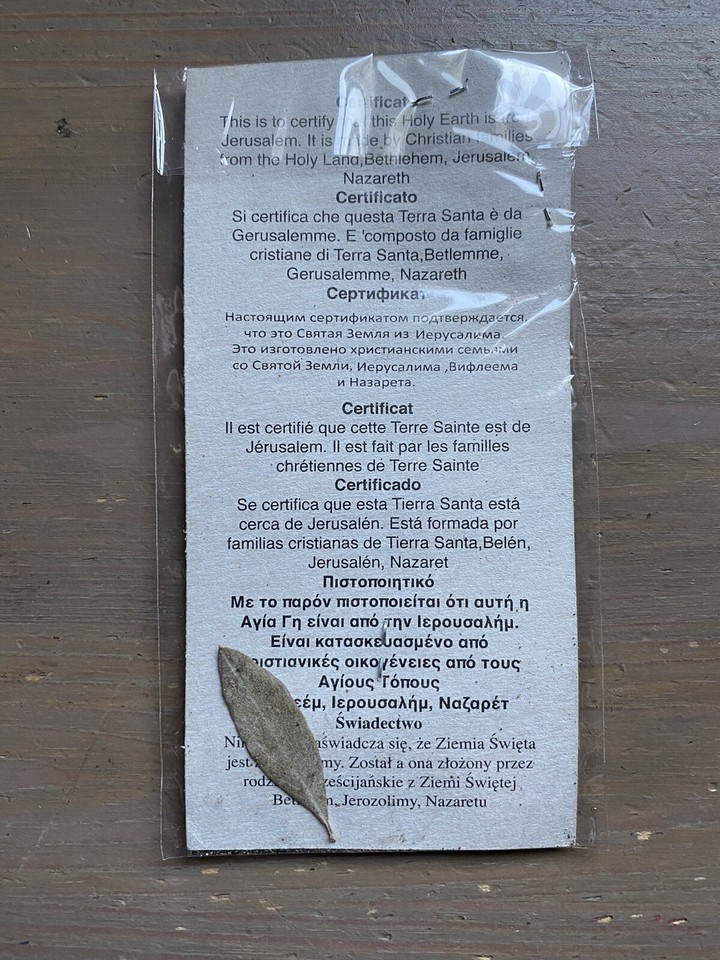 Certificate
This is to certify this Holy Earth is
Jerusalem. It is by Christian families
from the Holy Land,Bethlehem, Jerusalem
Nazareth
Certificato
Si certifica che questa Terra Santa è da
Gerusalemme. E 'composto da famiglie
cristiane di Terra Santa,Betlemme,
Gerusalemme, Nazareth
Сертификат
Настоящим сертификатом подтверждается,
что это Святая Земля из Иерусалима
Это изготовлено христианскими семьями
со Святой Земли, Иерусалима ,Вифлеема
и Назарета.
Certificat
Il est certifié que cette Terre Sainte est de
Jérusalem. Il est fait par les familles
chrétiennes de Terre Sainte
Certificado
Se certifica que esta Tierra Santa está
cerca de Jerusalén. Está formada por
familias cristianas de Tierra Santa,Belén,
Jerusalén, Nazaret
Πιστοποιητικό
Με το παρόν πιστοποιείται ότι αυτή η
Αγία Γη είναι από την Ιερουσαλήμ.
Είναι κατασκευασμένο από
οικογένειες από τους
Αγίους Τόπους
Ιερουσαλήμ, Ναζαρέτ
Świadectwo
się, że Ziemia Święta
jest Został a ona złożony przez
z Ziemi Świętej
Jerozolimy, Nazaretu